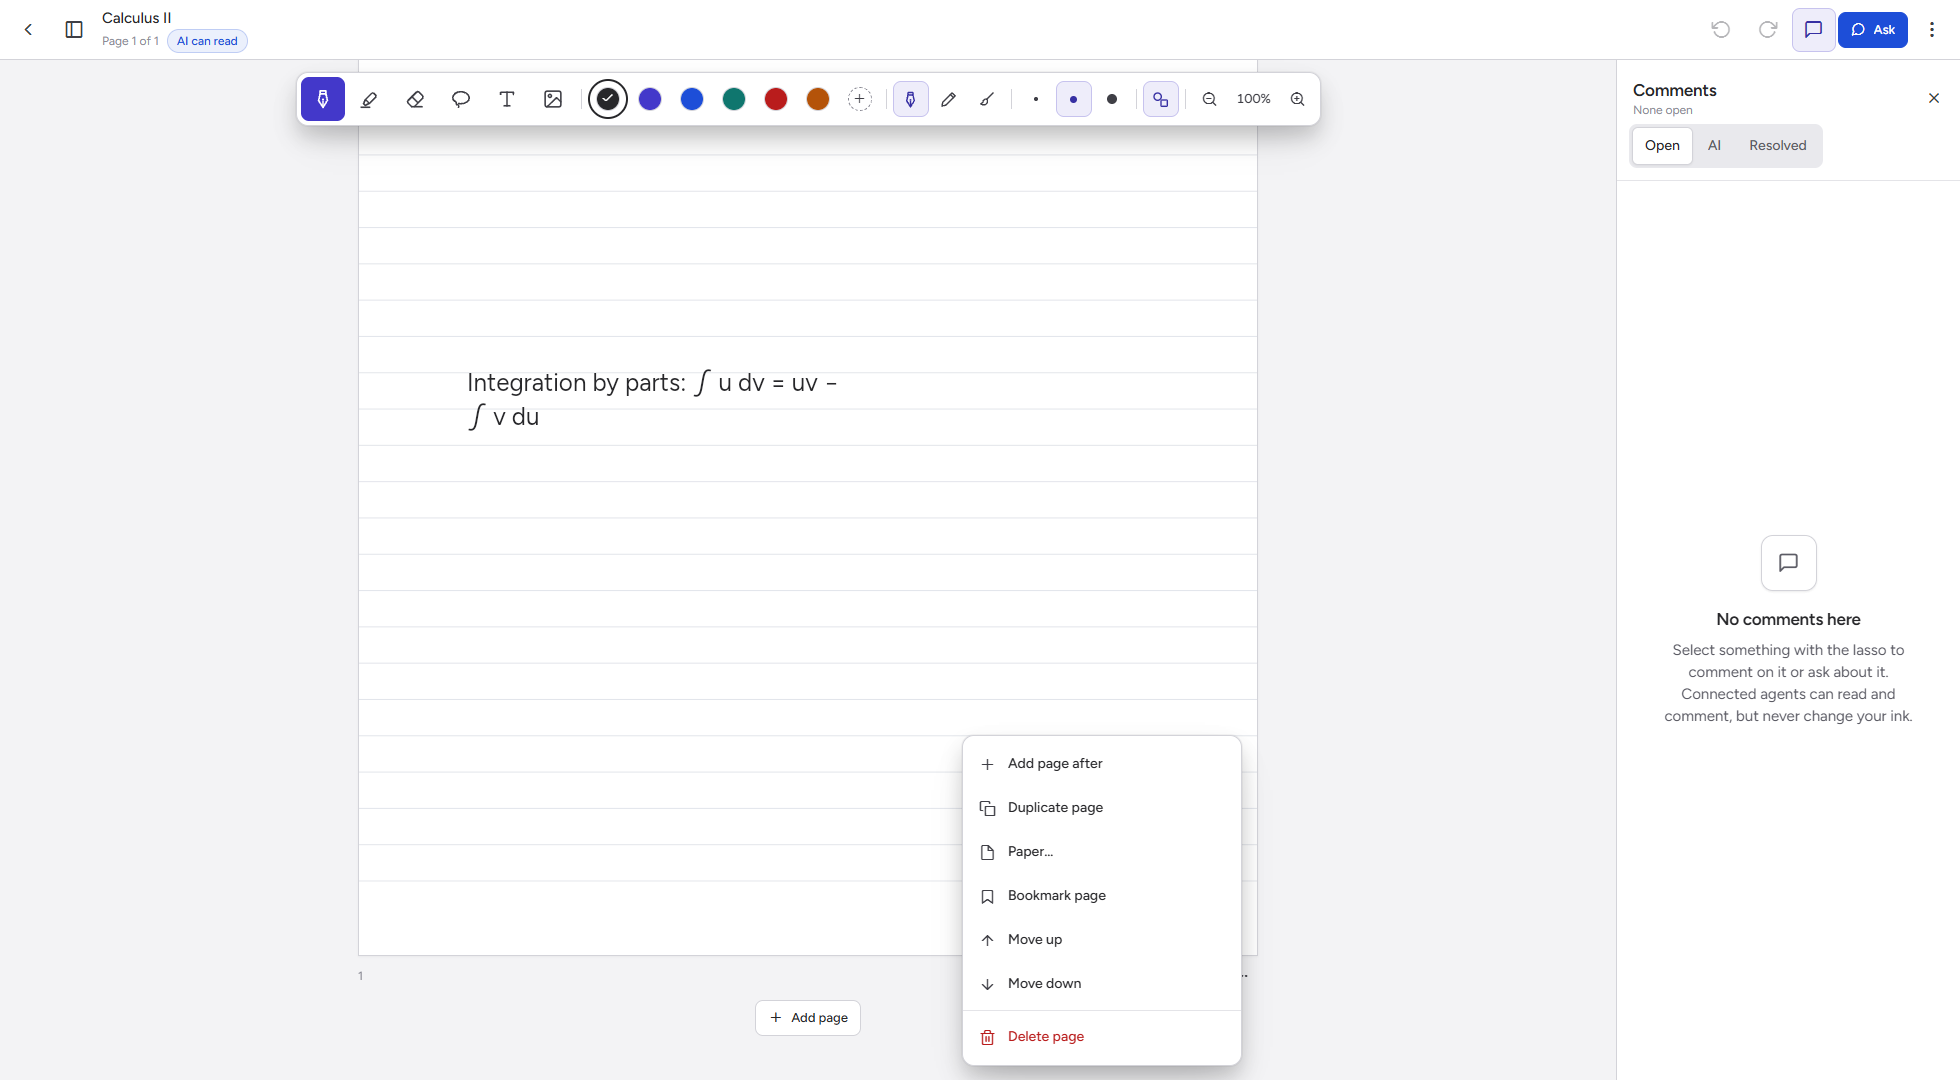 Calculus II
Page 1 of 1 AI can read
Ask
100%
Comments
None open
Open AI Resolved
Integration by parts: ∫ u dv = uv −
∫ v du
No comments here
Select something with the lasso to
comment on it or ask about it.
Connected agents can read and
comment, but never change your ink.
Add page after
Duplicate page
Paper...
Bookmark page
Move up
Move down
Delete page
1
Add page